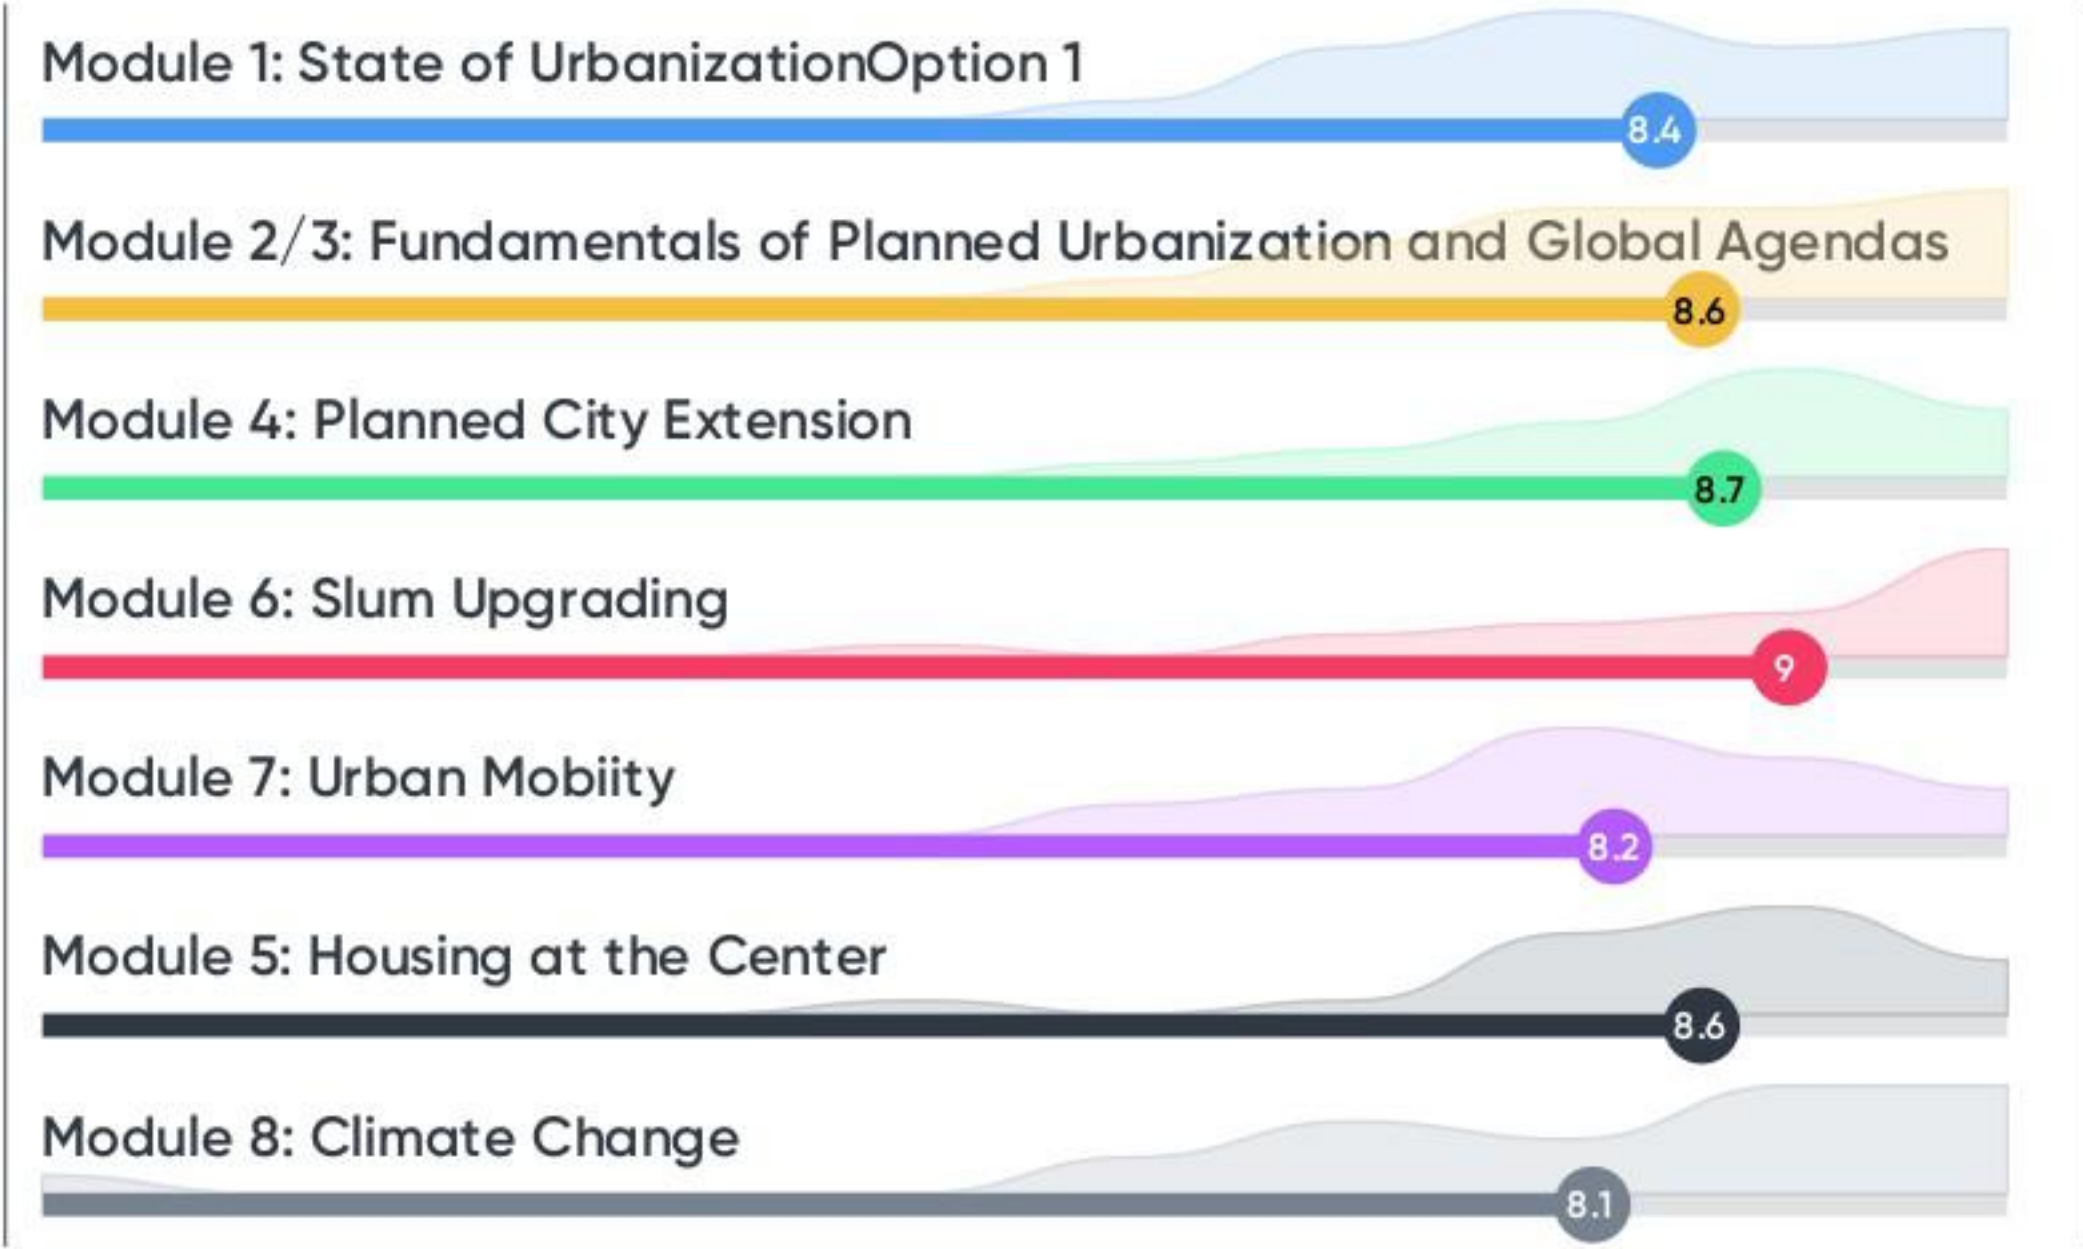 Module 1: State of UrbanizationOption 1
8.4
Module 2/3: Fundamentals of Planned Urbanization and Global Agendas
8.6
Module 4: Planned City Extension
8.7
Module 6: Slum Upgrading
9
Module 7: Urban Mobiity
8.2
Module 5: Housing at the Center
8.6
Module 8: Climate Change
8.1